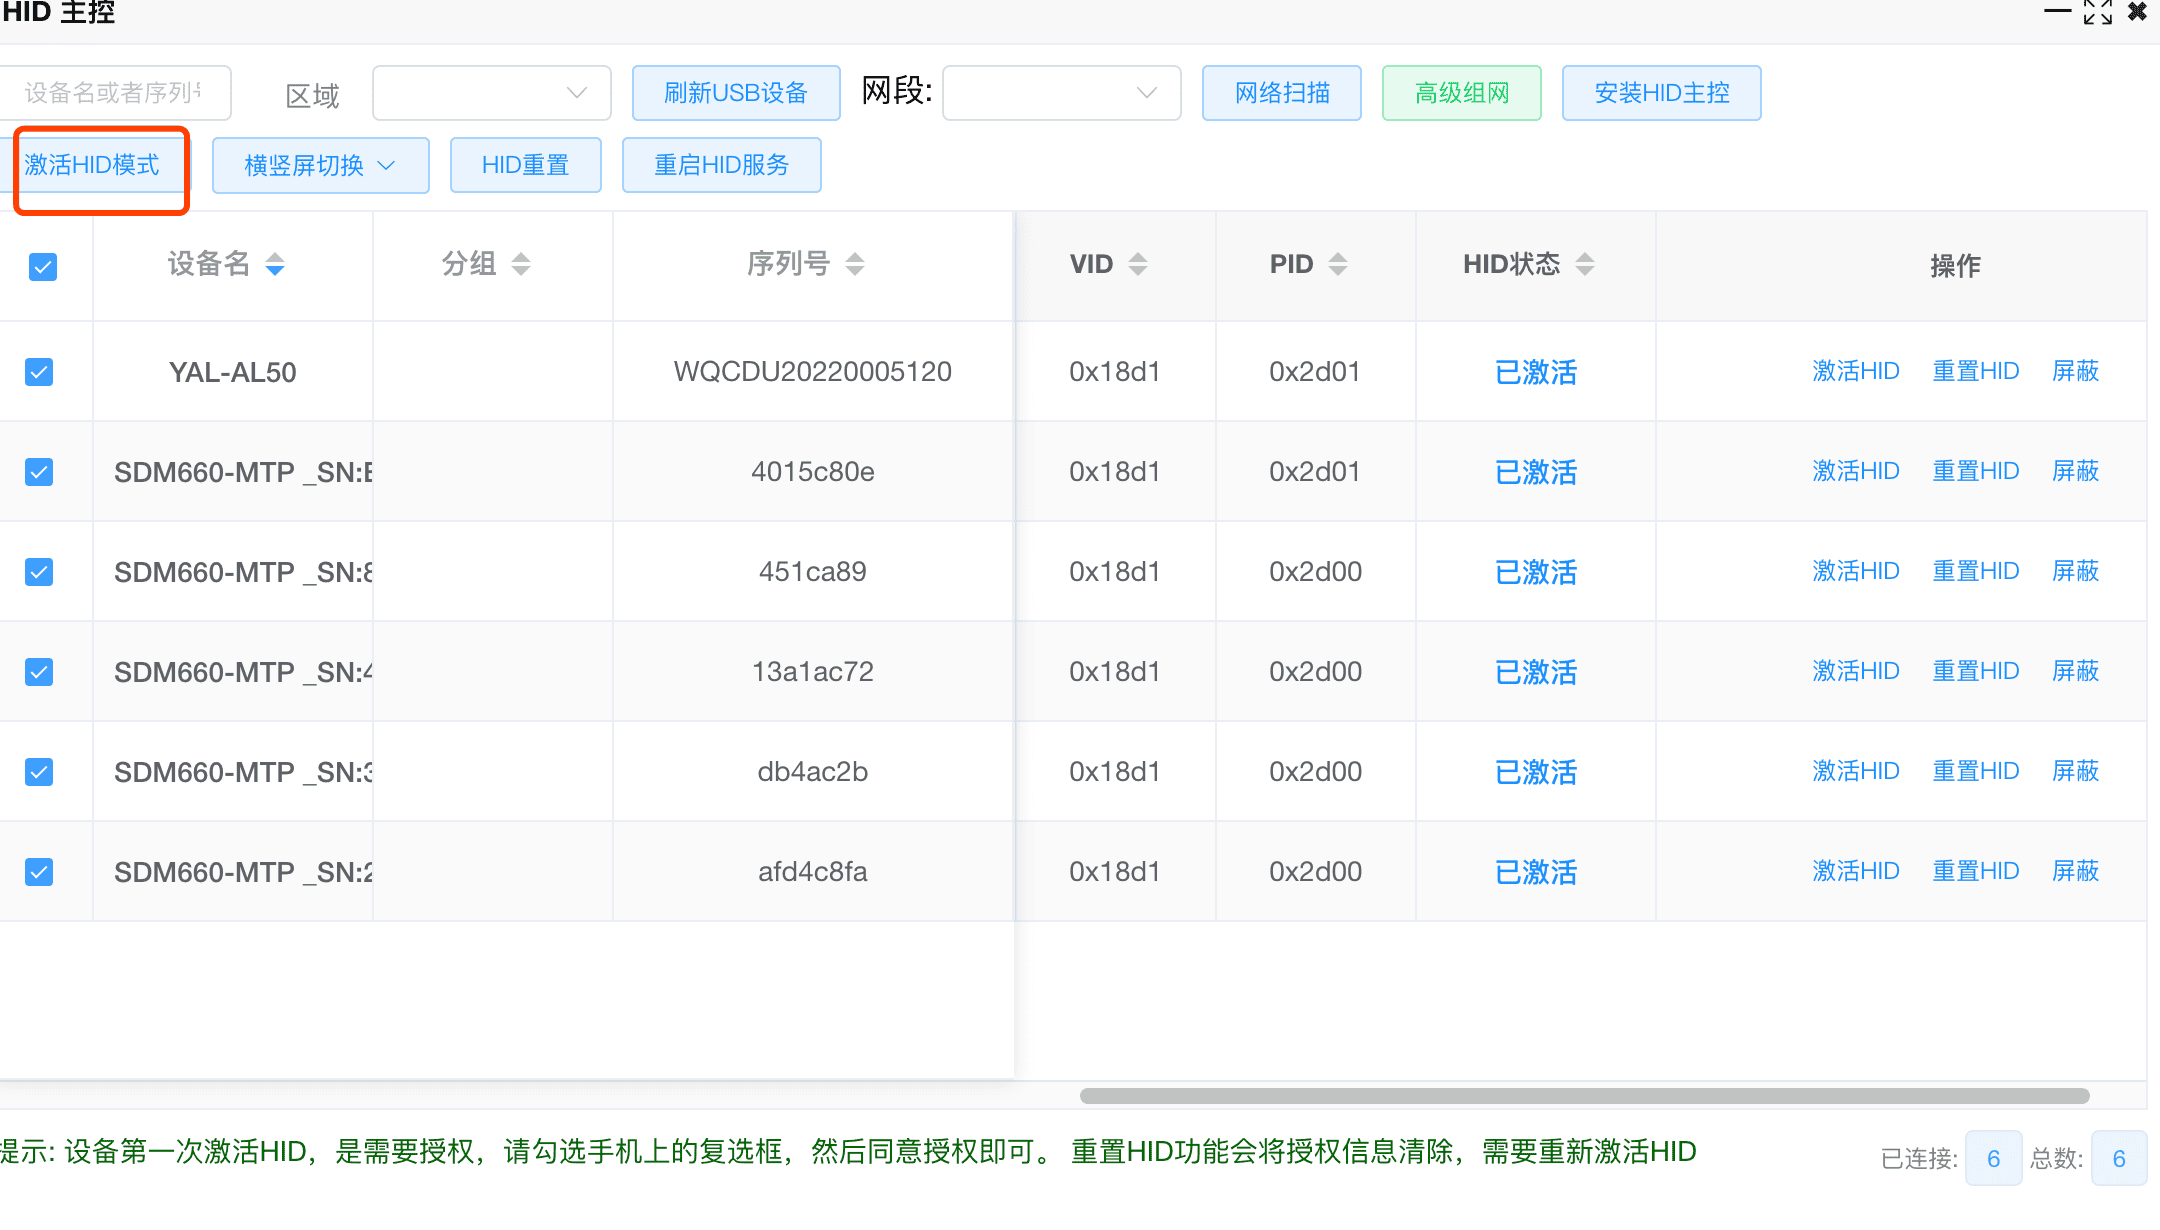 HID 主控
设备名或者序列 区域 刷新USB设备 网段: 网络扫描 高级组网 安装HID主控
激活HID模式 横竖屏切换 HID重置 重启HID服务
设备名 分组 序列号 VID PID HID状态 操作
YAL-AL50 WQCDU20220005120 0x18d1 0x2d01 已激活 激活HID 重置HID 屏蔽
SDM660-MTP _SN:E 4015c80e 0x18d1 0x2d01 已激活 激活HID 重置HID 屏蔽
SDM660-MTP _SN:8 451ca89 0x18d1 0x2d00 已激活 激活HID 重置HID 屏蔽
SDM660-MTP _SN:4 13a1ac72 0x18d1 0x2d00 已激活 激活HID 重置HID 屏蔽
SDM660-MTP _SN:3 db4ac2b 0x18d1 0x2d00 已激活 激活HID 重置HID 屏蔽
SDM660-MTP _SN:2 afd4c8fa 0x18d1 0x2d00 已激活 激活HID 重置HID 屏蔽
提示: 设备第一次激活HID，是需要授权，请勾选手机上的复选框，然后同意授权即可。 重置HID功能会将授权信息清除，需要重新激活HID
已连接: 6 总数: 6